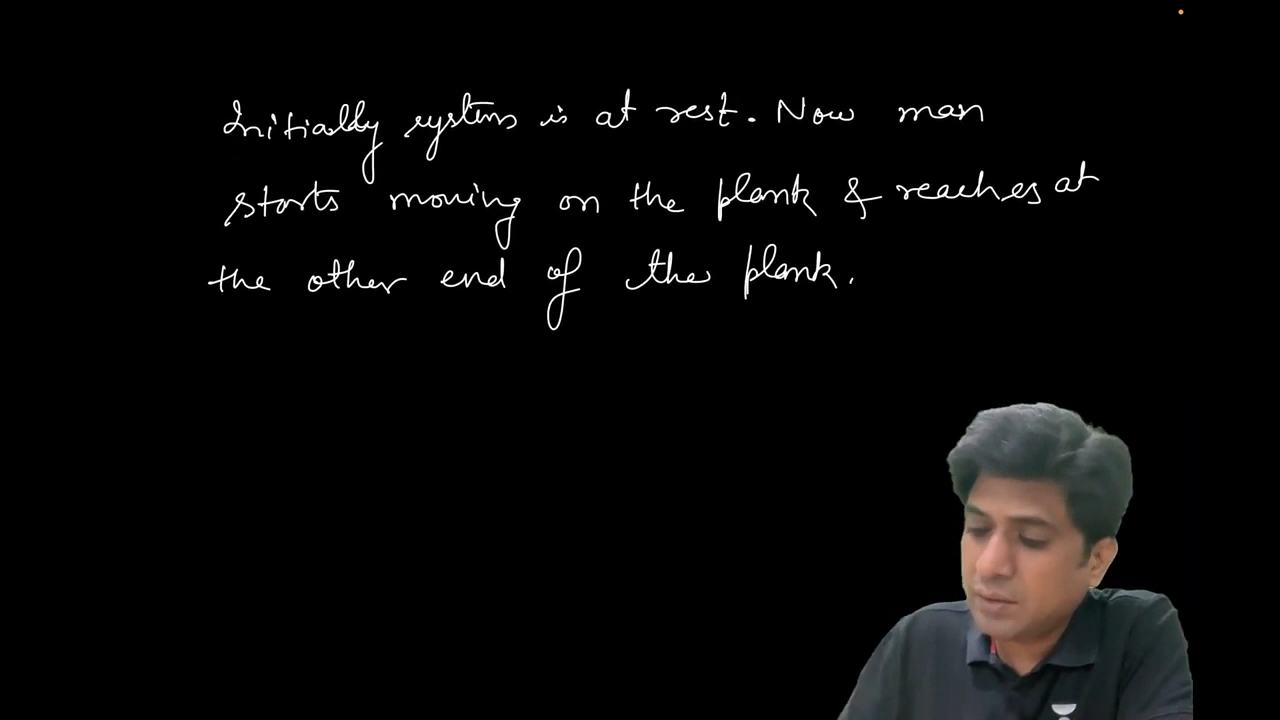 Initially system is at rest. Now man
starts moving on the plank & reaches at
the other end of the plank.